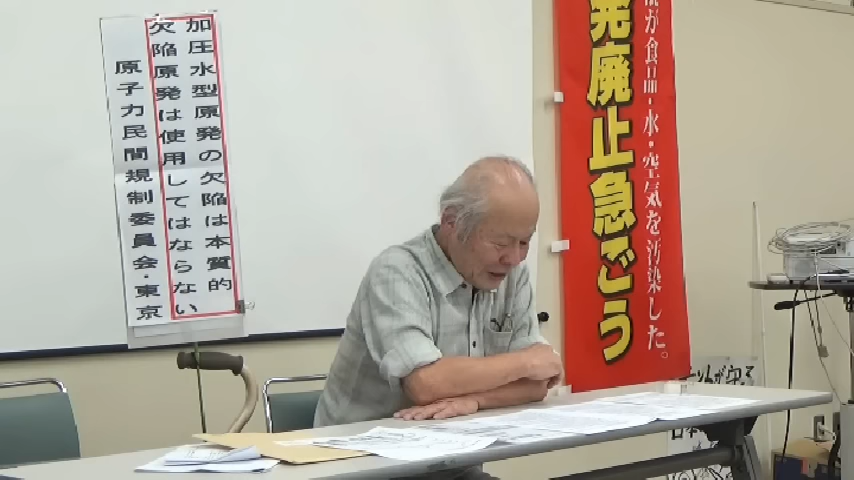 加圧水型原発の欠陥は本質的
欠陥原発は使用してはならない
原子力民間規制委員会・東京
が食品・水・空気を汚染した。
発廃止急ごう